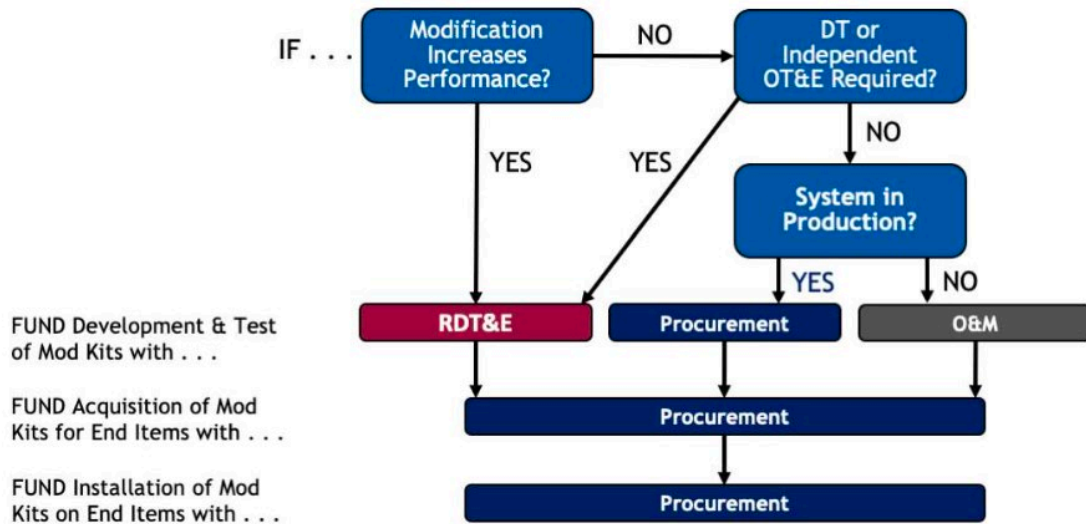 IF . . .
Modification
Increases
Performance?
NO
DT or
Independent
OT&E Required?
YES
YES
NO
System in
Production?
YES
NO
FUND Development & Test
of Mod Kits with . . .
RDT&E
Procurement
O&M
FUND Acquisition of Mod
Kits for End Items with . . .
Procurement
FUND Installation of Mod
Kits on End Items with . . .
Procurement